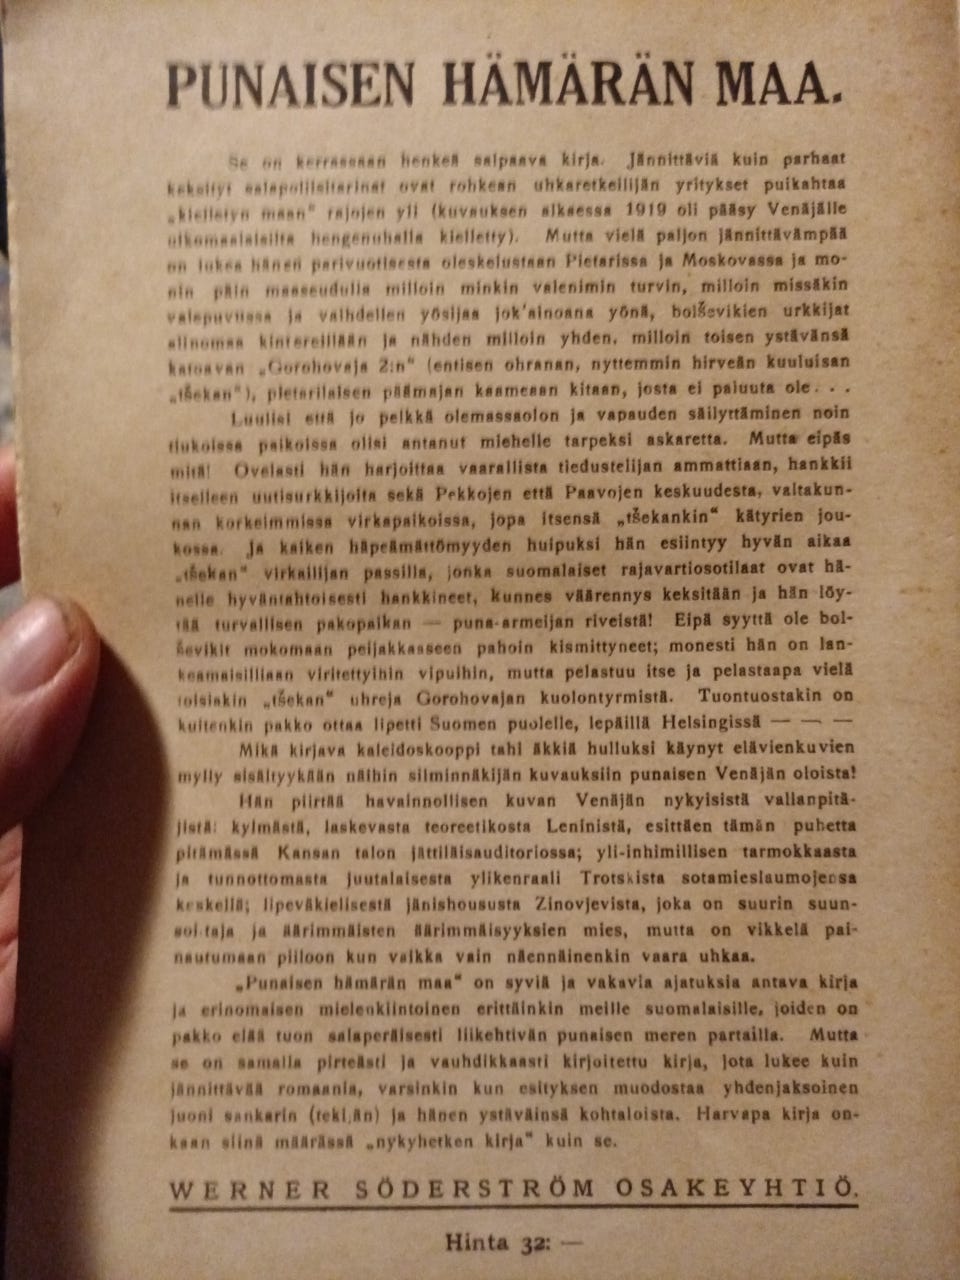 PUNAISEN HÄMÄRÄN MAA.
Se on kerrassaan henkeä salpaava kirja. Jännittäviä kuin parhaat
keksityt salapoliisitarinat ovat rohkean uhkaretkeilijän yritykset puikahtaa
„kielletyn maan“ rajojen yli (kuvauksen alkaessa 1919 oli pääsy Venäjälle
ulkomaalaisilta hengenuhalla kielletty). Mutta vielä paljon jännittävämpää
on lukea hänen parivuotisesta oleskelustaan Pietarissa ja Moskovassa ja mo-
nin päin maaseudulla milloin minkin valenimin turvin, milloin missäkin
valepuvussa ja vaihdellen yösijaa jok'ainoana yönä, bolševikien urkkijat
alinomaa kintereillään ja nähden milloin yhden, milloin toisen ystävänsä
katoavan „Gorohovaja 2:n“ (entisen ohranan, nyttemmin hirveän kuuluisan
„tšekan“), pietarilaisen päämajan kaameaan kitaan, josta ei paluuta ole . . .
Luulisi että jo pelkkä olemassaolon ja vapauden säilyttäminen noin
tiukoissa paikoissa olisi antanut miehelle tarpeksi askaretta. Mutta eipäs
mitä! Ovelasti hän harjoittaa vaarallista tiedustelijan ammattiaan, hankkii
itselleen uutisurkkijoita sekä Pekkojen että Paavojen keskuudesta, valtakun-
nan korkeimmissa virkapaikoissa, jopa itsensä „tšekankin“ kätyrien jou-
kossa. Ja kaiken häpeämättömyyden huipuksi hän esiintyy hyvän aikaa
„tšekan“ virkailijan passilla, jonka suomalaiset rajavartiosotilaat ovat hä-
nelle hyväntahtoisesti hankkineet, kunnes väärennys keksitään ja hän löy-
tää turvallisen pakopaikan — puna-armeijan riveistä! Eipä syyttä ole bol-
ševikit mokomaan peijakkaaseen pahoin kismittyneet; monesti hän on lan-
keamaisillaan viritettyihin vipuihin, mutta pelastuu itse ja pelastaapa vielä
toisiakin „tšekan“ uhreja Gorohovajan kuolontyrmistä. Tuontuostakin on
kuitenkin pakko ottaa lipetti Suomen puolelle, lepäillä Helsingissä — — —
Mikä kirjava kaleidoskooppi tahi äkkiä hulluksi käynyt elävienkuvien
mylly sisältyykään näihin silminnäkijän kuvauksiin punaisen Venäjän oloista!
Hän piirtää havainnollisen kuvan Venäjän nykyisistä vallanpitä-
jistä: kylmästä, laskevasta teoreetikosta Leninistä, esittäen tämän puhetta
pitämässä Kansan talon jättiläisauditoriossa; yli-inhimillisen tarmokkaasta
ja tunnottomasta juutalaisesta ylikenraali Trotskista sotamieslaumojensa
keskellä; lipeväkielisestä jänishoususta Zinovjevista, joka on suurin suun-
soittaja ja äärimmäisten äärimmäisyyksien mies, mutta on vikkelä pai-
nautumaan piiloon kun vaikka vain näennäinenkin vaara uhkaa.
„Punaisen hämärän maa“ on syviä ja vakavia ajatuksia antava kirja
ja erinomaisen mielenkiintoinen erittäinkin meille suomalaisille, joiden on
pakko elää tuon salaperäisesti liikehtivän punaisen meren partailla. Mutta
se on samalla pirteästi ja vauhdikkaasti kirjoitettu kirja, jota lukee kuin
jännittävää romaania, varsinkin kun esityksen muodostaa yhdenjaksoinen
juoni sankarin (tekijän) ja hänen ystäväinsä kohtaloista. Harvapa kirja on-
kaan siinä määrässä „nykyhetken kirja“ kuin se.
WERNER SÖDERSTRÖM OSAKEYHTIÖ.
Hinta 32: —